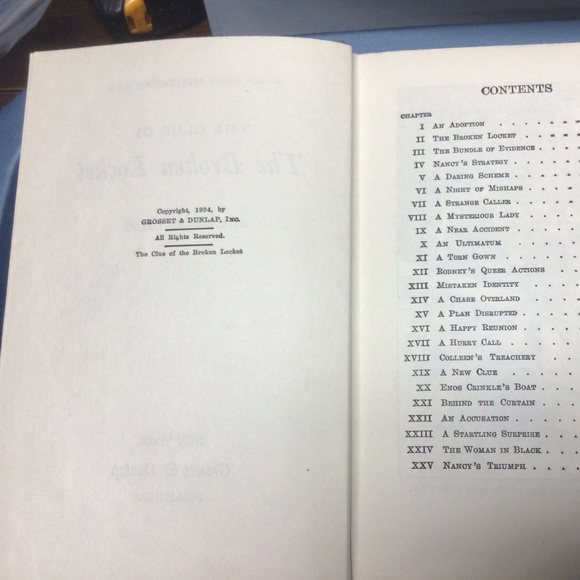 Copyright, 1934, by
GROSSET & DUNLAP, INC.
All Rights Reserved.
The Clue of the Broken Locket
CONTENTS
CHAPTER
I AN ADOPTION . . . . . . .
II THE BROKEN LOCKET . . . .
III THE BUNDLE OF EVIDENCE . . .
IV NANCY'S STRATEGY . . . . .
V A DARING SCHEME . . . . .
VI A NIGHT OF MISHAPS . . . .
VII A STRANGE CALLER . . . . .
VIII A MYSTERIOUS LADY . . . .
IX A NEAR ACCIDENT . . . . .
X AN ULTIMATUM . . . . . .
XI A TORN GOWN . . . . . .
XII RODNEY'S QUEER ACTIONS . . .
XIII MISTAKEN IDENTITY . . . .
XIV A CHASE OVERLAND . . . .
XV A PLAN DISRUPTED . . . . .
XVI A HAPPY REUNION . . . . .
XVII A HURRY CALL . . . . . .
XVIII COLLEEN'S TREACHERY . . . .
XIX A NEW CLUE . . . . . . .
XX ENOS CRINKLE'S BOAT . . . .
XXI BEHIND THE CURTAIN . . . .
XXII AN ACCUSATION . . . . . .
XXIII A STARTLING SURPRISE . . . .
XXIV THE WOMAN IN BLACK . . . .
XXV NANCY'S TRIUMPH . . . . .